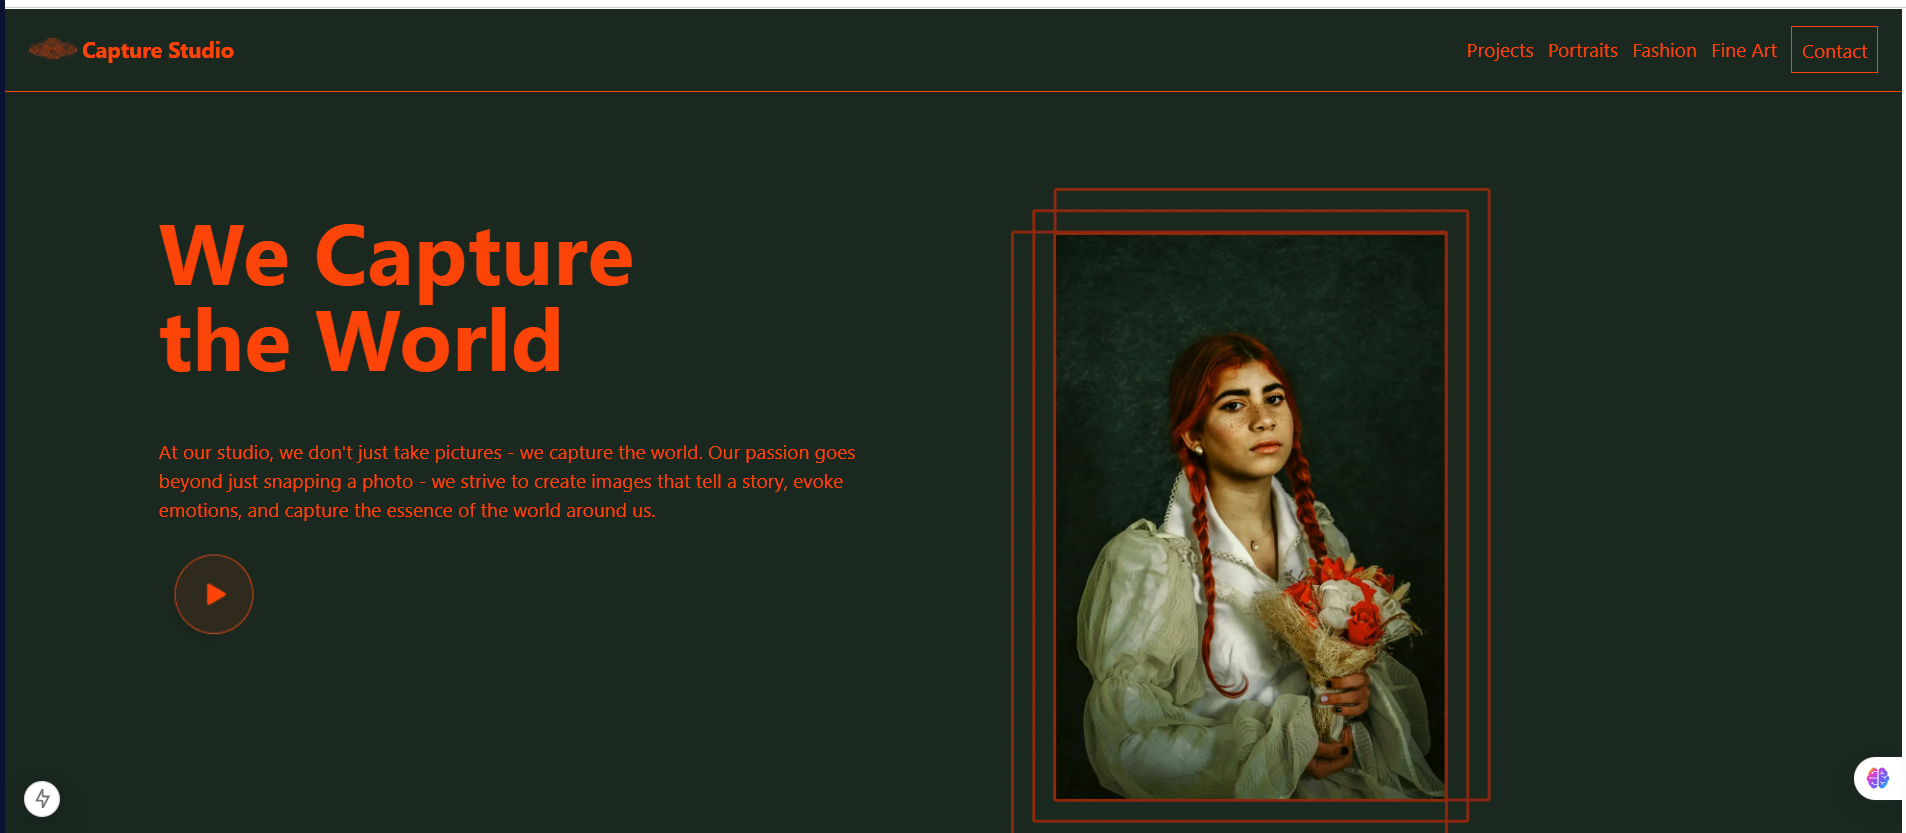 Capture Studio
Projects Portraits Fashion Fine Art Contact
We Capture
the World
At our studio, we don't just take pictures - we capture the world. Our passion goes
beyond just snapping a photo - we strive to create images that tell a story, evoke
emotions, and capture the essence of the world around us.